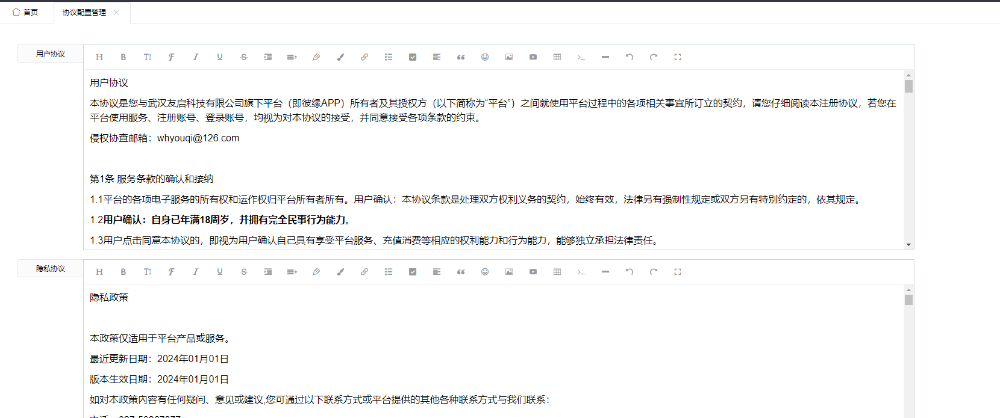 首页
协议配置管理
用户协议
用户协议
本协议是您与武汉友启科技有限公司旗下平台（即彼缘APP）所有者及其授权方（以下简称为“平台”）之间就使用平台过程中的各项相关事宜所订立的契约，请您仔细阅读本注册协议，若您在
平台使用服务、注册账号、登录账号，均视为对本协议的接受，并同意接受各项条款的约束。
侵权协查邮箱：whyouqi@126.com
第1条 服务条款的确认和接纳
1.1平台的各项电子服务的所有权和运作权归平台所有者所有。用户确认：本协议条款是处理双方权利义务的契约，始终有效，法律另有强制性规定或双方另有特别约定的，依其规定。
1.2用户确认：自身已年满18周岁，并拥有完全民事行为能力。
1.3用户点击同意本协议的，即视为用户确认自己具有享受平台服务、充值消费等相应的权利能力和行为能力，能够独立承担法律责任。
隐私协议
隐私政策
本政策仅适用于平台产品或服务。
最近更新日期：2024年01月01日
版本生效日期：2024年01月01日
如对本政策内容有任何疑问、意见或建议,您可通过以下联系方式或平台提供的其他各种联系方式与我们联系：